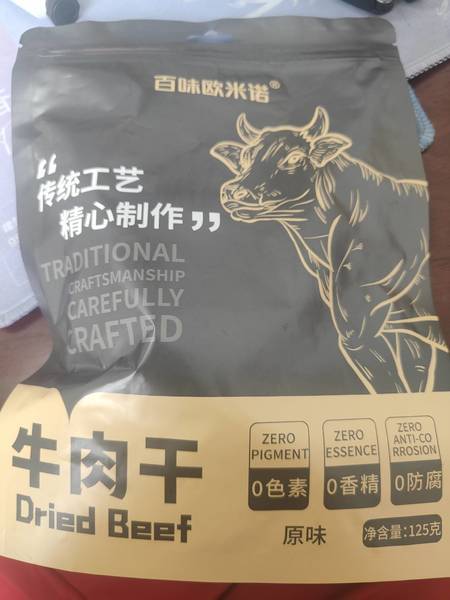 百味欧米诺®
“传统工艺
精心制作”
TRADITIONAL
CRAFTSMANSHIP
CAREFULLY
CRAFTED
牛肉干
Dried Beef
ZERO
PIGMENT
0色素
ZERO
ESSENCE
0香精
ZERO
ANTI-CO
RROSION
0防腐
原味
净含量:125克